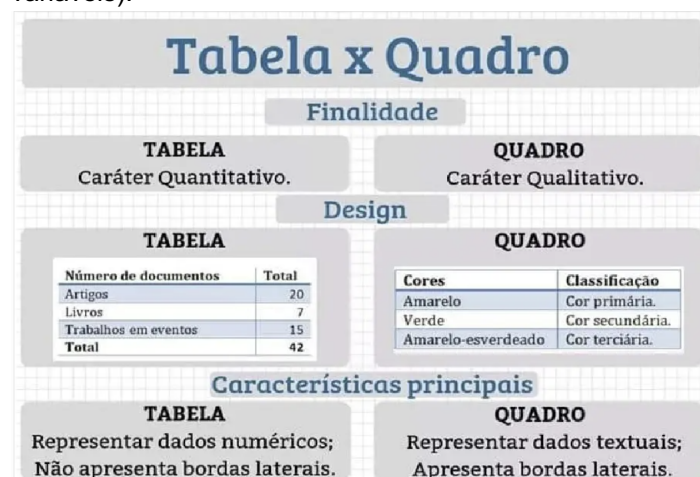 Tabela x Quadro
Finalidade
TABELA
Caráter Quantitativo.
QUADRO
Caráter Qualitativo.
Design
TABELA
Número de documentos Total
Artigos 20
Livros 7
Trabalhos em eventos 15
Total 42
QUADRO
Cores Classificação
Amarelo Cor primária.
Verde Cor secundária.
Amarelo-esverdeado Cor terciária.
Características principais
TABELA
Representar dados numéricos;
Não apresenta bordas laterais.
QUADRO
Representar dados textuais;
Apresenta bordas laterais.